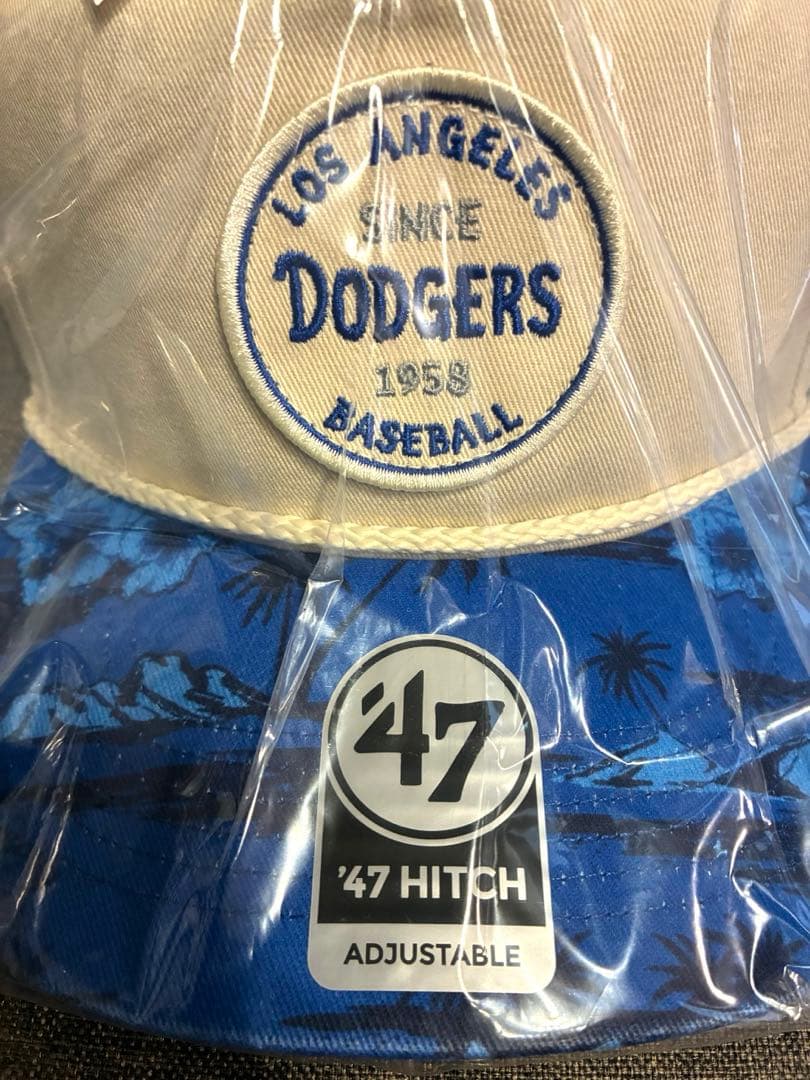 LOS ANGELES
SINCE
DODGERS
1958
BASEBALL
'47
'47 HITCH
ADJUSTABLE